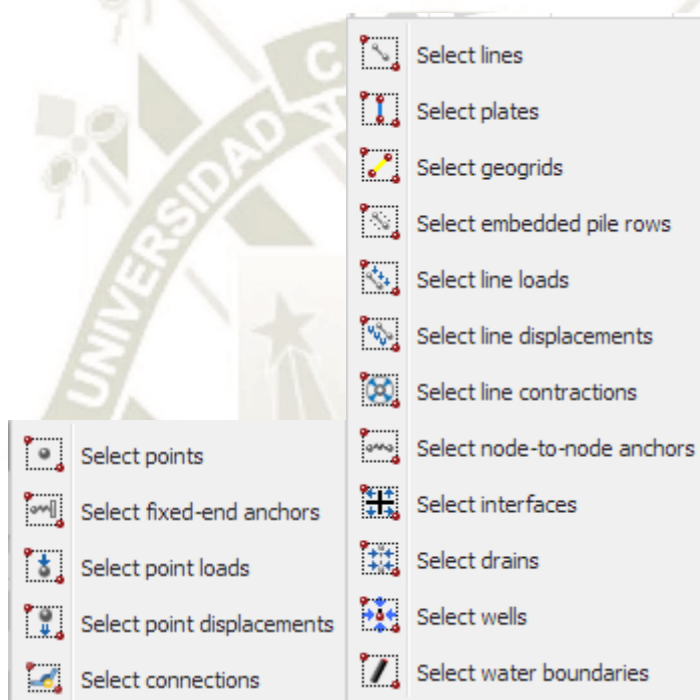 UNIVERSIDAD C
Select lines
Select plates
Select geogrids
Select embedded pile rows
Select line loads
Select line displacements
Select line contractions
Select node-to-node anchors
Select interfaces
Select drains
Select wells
Select water boundaries
Select points
Select fixed-end anchors
Select point loads
Select point displacements
Select connections